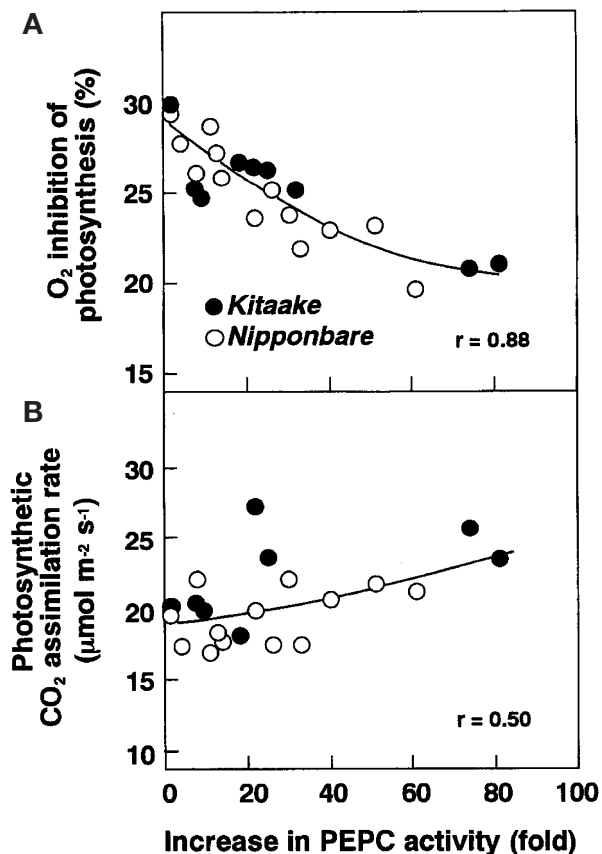 A
O₂ inhibition of
photosynthesis (%)
30
25
20
15
Kitaake
Nipponbare
r = 0.88
B
Photosynthetic
CO₂ assimilation rate
(μmol m⁻² s⁻¹)
30
25
20
15
10
r = 0.50
0 20 40 60 80 100
Increase in PEPC activity (fold)